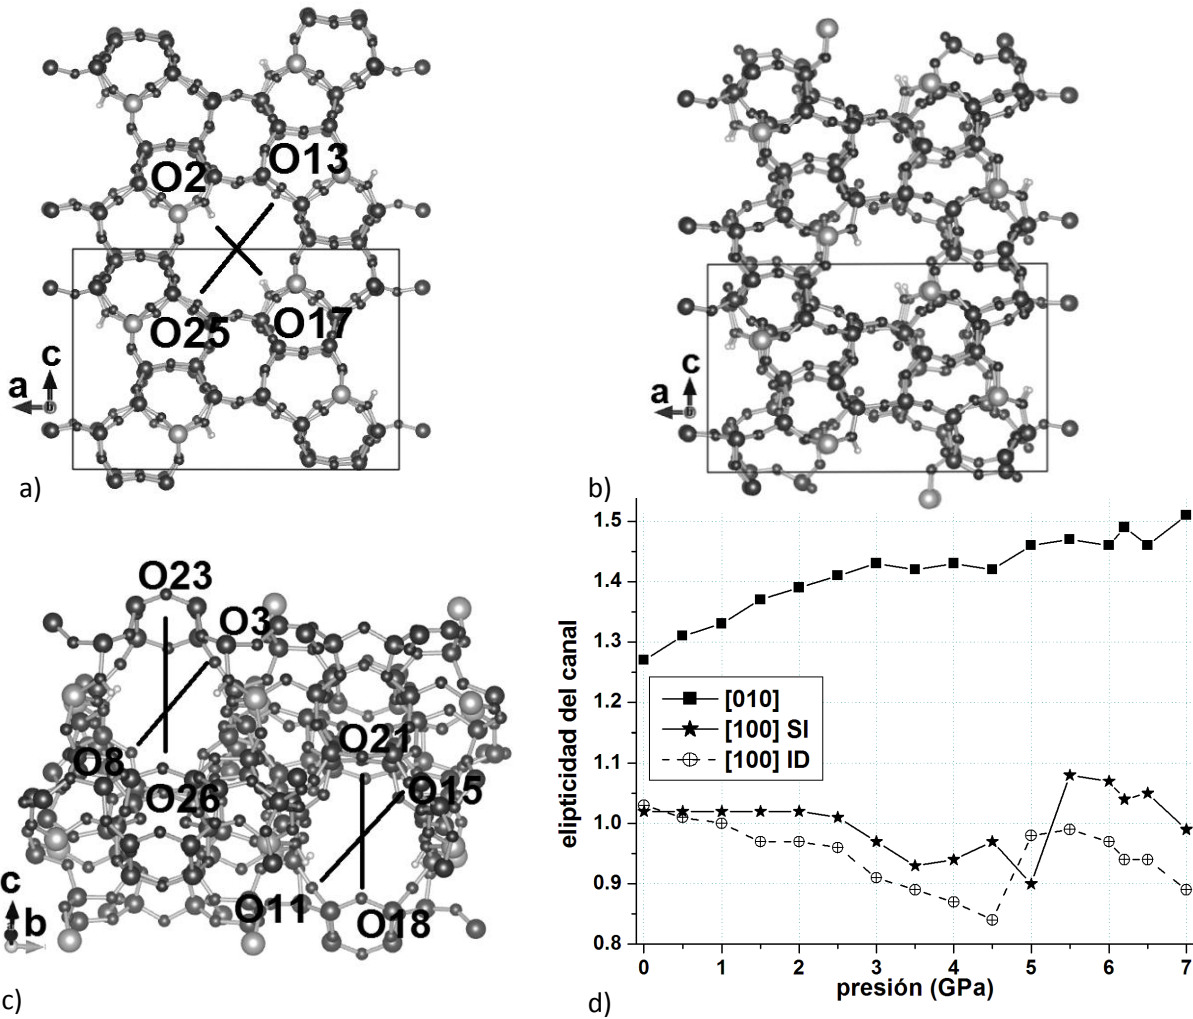 O13
O2
O25
O17
c
a
a)
c
a
b)
O23
O3
O21
O8
O15
O26
O11
O18
c
b
c)
elipticidad del canal
1.5
1.4
1.3
1.2
1.1
1.0
0.9
0.8
[010]
[100] SI
[100] ID
0 1 2 3 4 5 6 7
presión (GPa)
d)